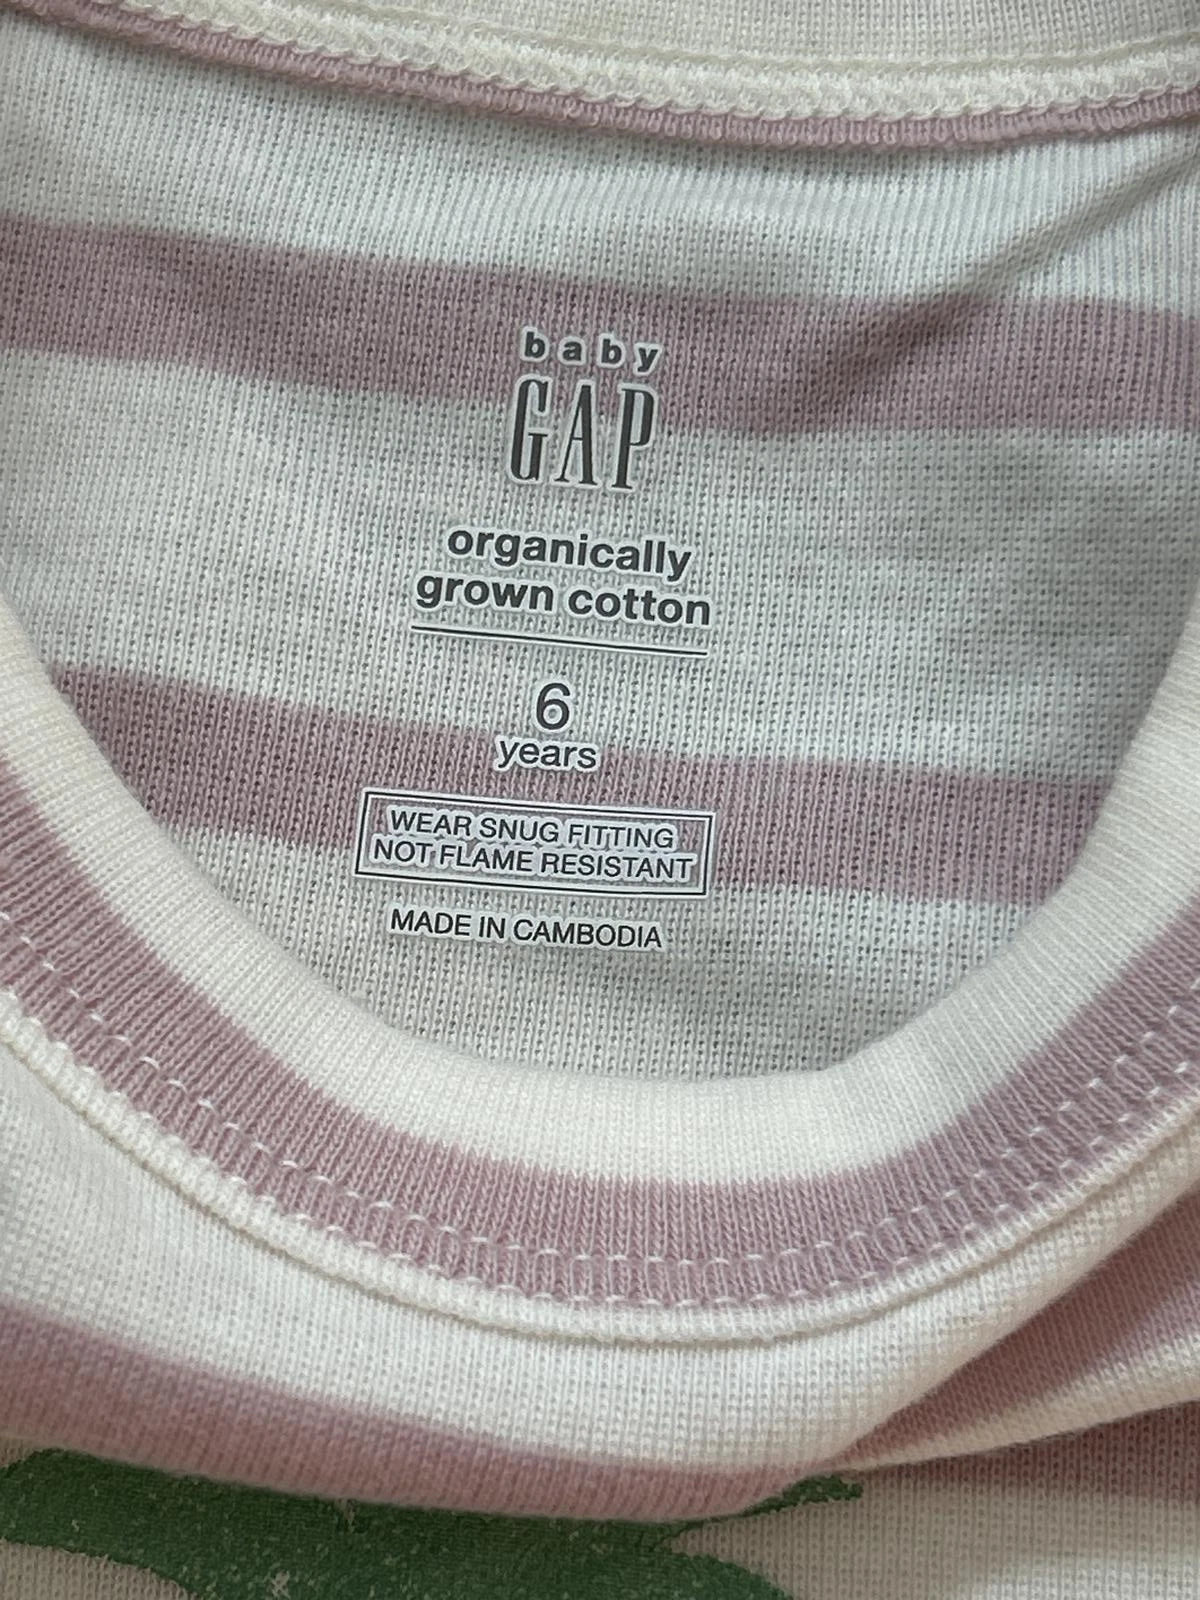 baby
GAP
organically
grown cotton
6
years
WEAR SNUG FITTING
NOT FLAME RESISTANT
MADE IN CAMBODIA